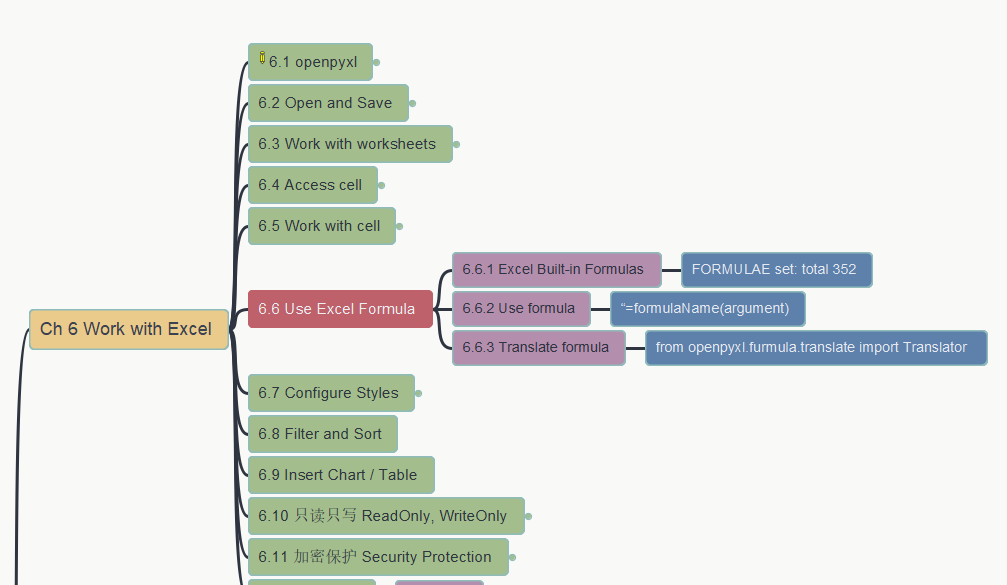 6.1 openpyxl
6.2 Open and Save
6.3 Work with worksheets
6.4 Access cell
6.5 Work with cell
Ch 6 Work with Excel
6.6 Use Excel Formula
6.6.1 Excel Built-in Formulas
FORMULAE set: total 352
6.6.2 Use formula
“=formulaName(argument)
6.6.3 Translate formula
from openpyxl.furmula.translate import Translator
6.7 Configure Styles
6.8 Filter and Sort
6.9 Insert Chart / Table
6.10 只读只写 ReadOnly, WriteOnly
6.11 加密保护 Security Protection